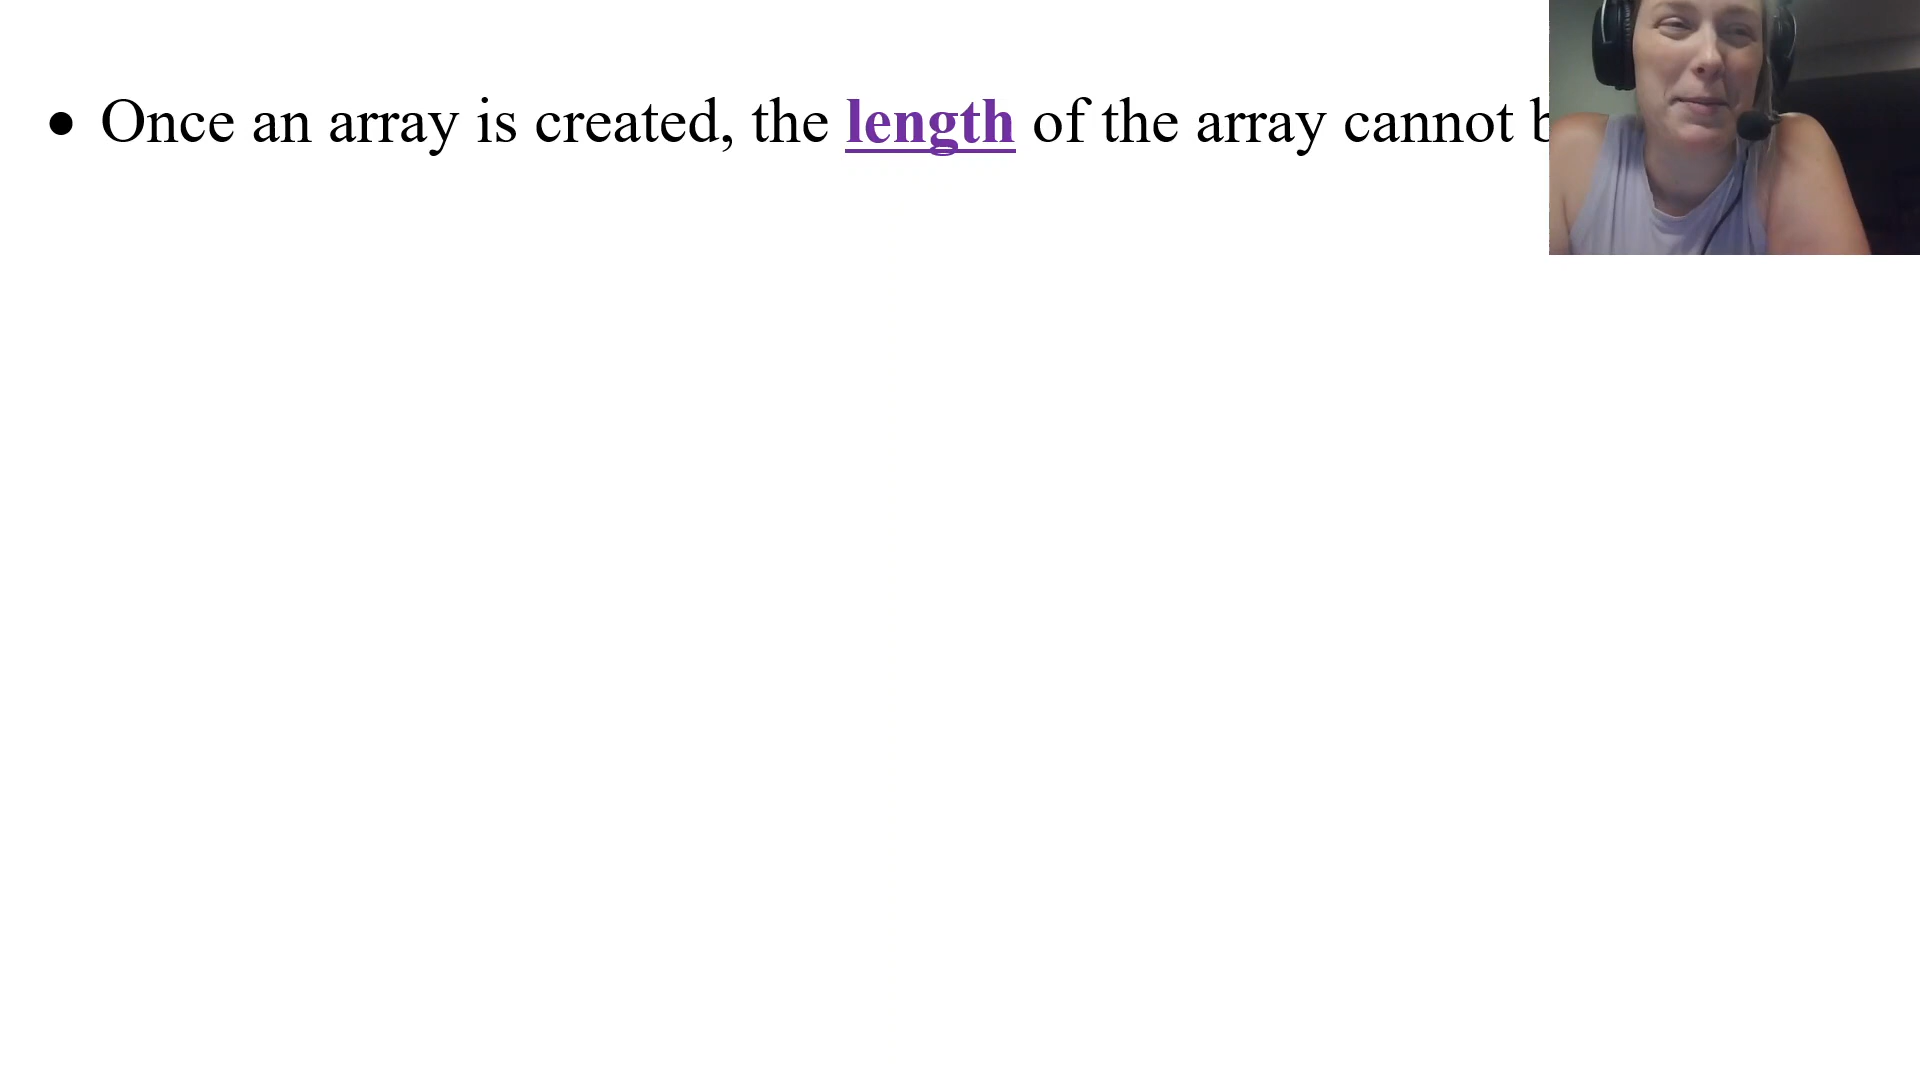 • Once an array is created, the length of the array cannot b